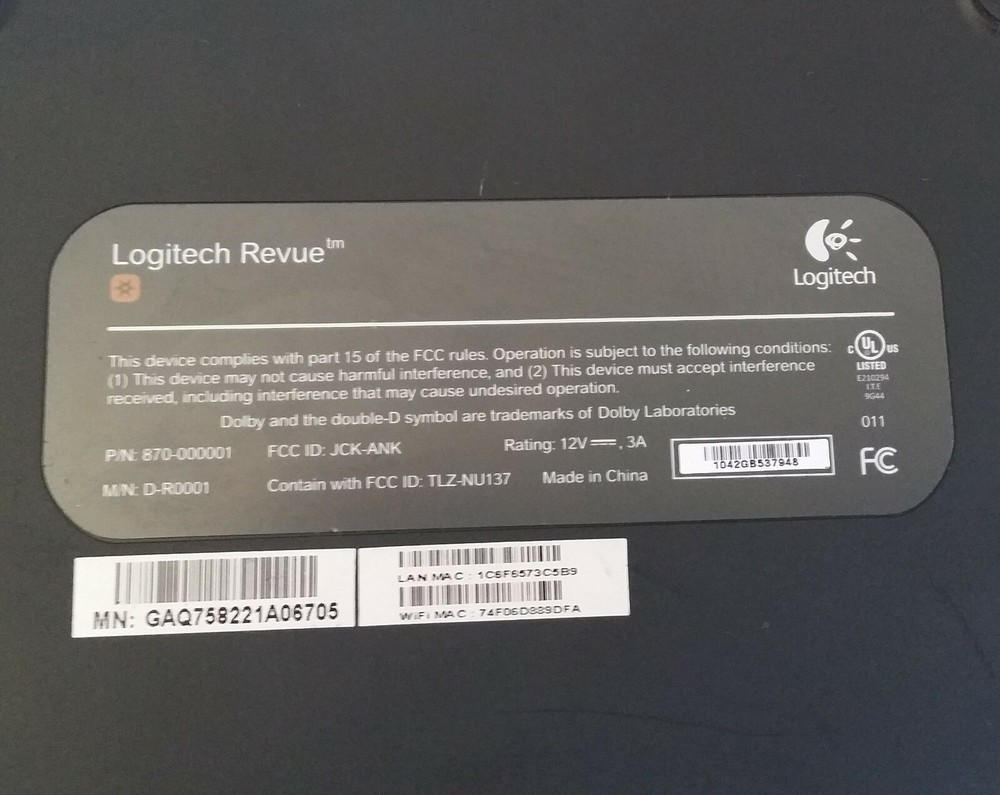 Logitech Revue™
Logitech
This device complies with part 15 of the FCC rules. Operation is subject to the following conditions:
(1) This device may not cause harmful interference, and (2) This device must accept interference
received, including interference that may cause undesired operation.
Dolby and the double-D symbol are trademarks of Dolby Laboratories
c UL US
LISTED
E210294
I.T.E
9G44
011
P/N: 870-000001 FCC ID: JCK-ANK Rating: 12V⎓, 3A
M/N: D-R0001 Contain with FCC ID: TLZ-NU137 Made in China
1042GB537948
FC
MN: GAQ758221A06705
LAN MAC : 1C6F6573C5B9
WiFi MAC : 74F06D889DFA